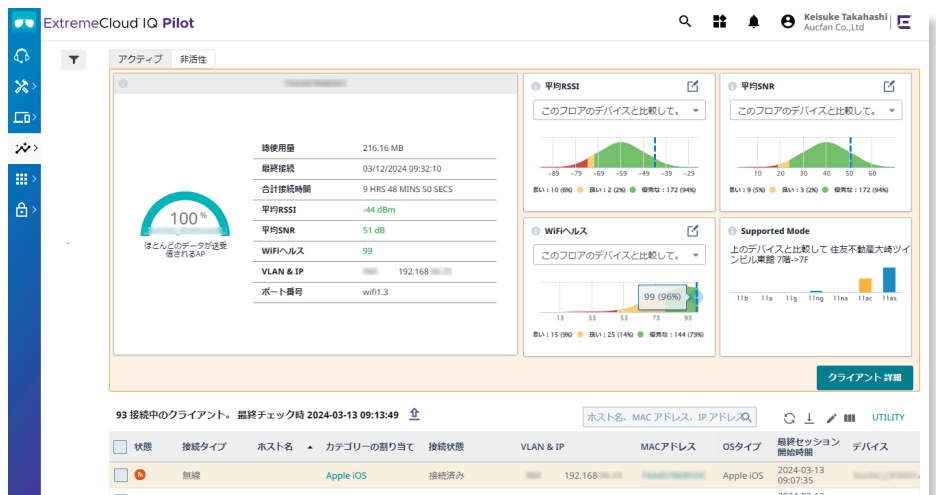 ExtremeCloud IQ Pilot
Keisuke Takahashi
Aucfan Co.,Ltd
アクティブ 非活性
総使用量 216.16 MB
最終接続 03/12/2024 09:32:10
合計接続時間 9 HRS 48 MINS 50 SECS
平均RSSI -44 dBm
平均SNR 51 dB
WiFiヘルス 99
VLAN & IP 192.168
ポート番号 wifi1.3
100 %
ほとんどのデータが送受
信されるAP
平均RSSI
このフロアのデバイスと比較して。
-89 -79 -69 -59 -49 -39 -29
悪い : 10 (6%) 良い : 2 (2%) 優秀な : 172 (94%)
平均SNR
このフロアのデバイスと比較して。
10 20 30 40 50 60
悪い : 9 (5%) 良い : 3 (2%) 優秀な : 172 (94%)
WiFiヘルス
このフロアのデバイスと比較して。
99 (96%)
13 33 53 73 93
悪い : 15 (9%) 良い : 25 (14%) 優秀な : 144 (79%)
Supported Mode
上のデバイスと比較して 住友不動産大崎ツイ
ンビル東館 7階->7F
11b 11a 11g 11ng 11na 11ac 11ax
クライアント 詳細
93 接続中のクライアント。 最終チェック時 2024-03-13 09:13:49
ホスト名、MAC アドレス、IP アドレス
UTILITY
状態 接続タイプ ホスト名 カテゴリーの割り当て 接続状態 VLAN & IP MACアドレス OSタイプ 最終セッション開始時間 デバイス
無線 Apple iOS 接続済み 192.168 Apple iOS 2024-03-13
09:07:35